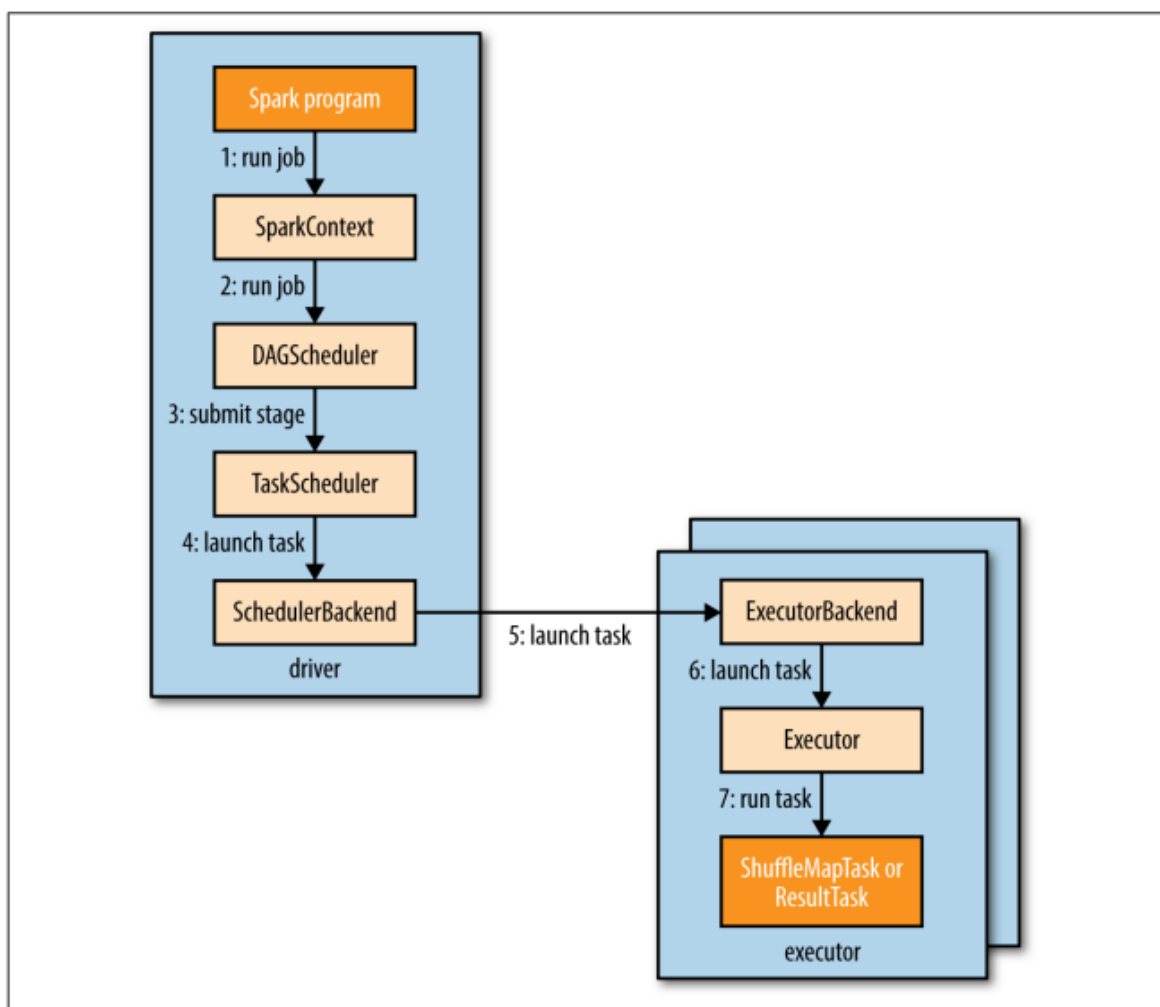 Spark program
1: run job
SparkContext
2: run job
DAGScheduler
3: submit stage
TaskScheduler
4: launch task
SchedulerBackend
driver
5: launch task
ExecutorBackend
6: launch task
Executor
7: run task
ShuffleMapTask or
ResultTask
executor